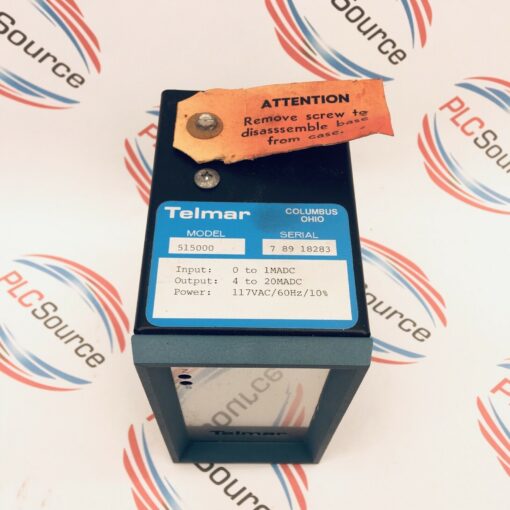 ATTENTION
Remove screw to
disasssemble base
from case.
Telmar
COLUMBUS
OHIO
MODEL
SERIAL
515000
7 89 18283
Input: 0 to 1MADC
Output: 4 to 20MADC
Power: 117VAC/60Hz/10%
Telmar
PLC Source
PLC Source
PLC Source
PLC Source
PLC Source